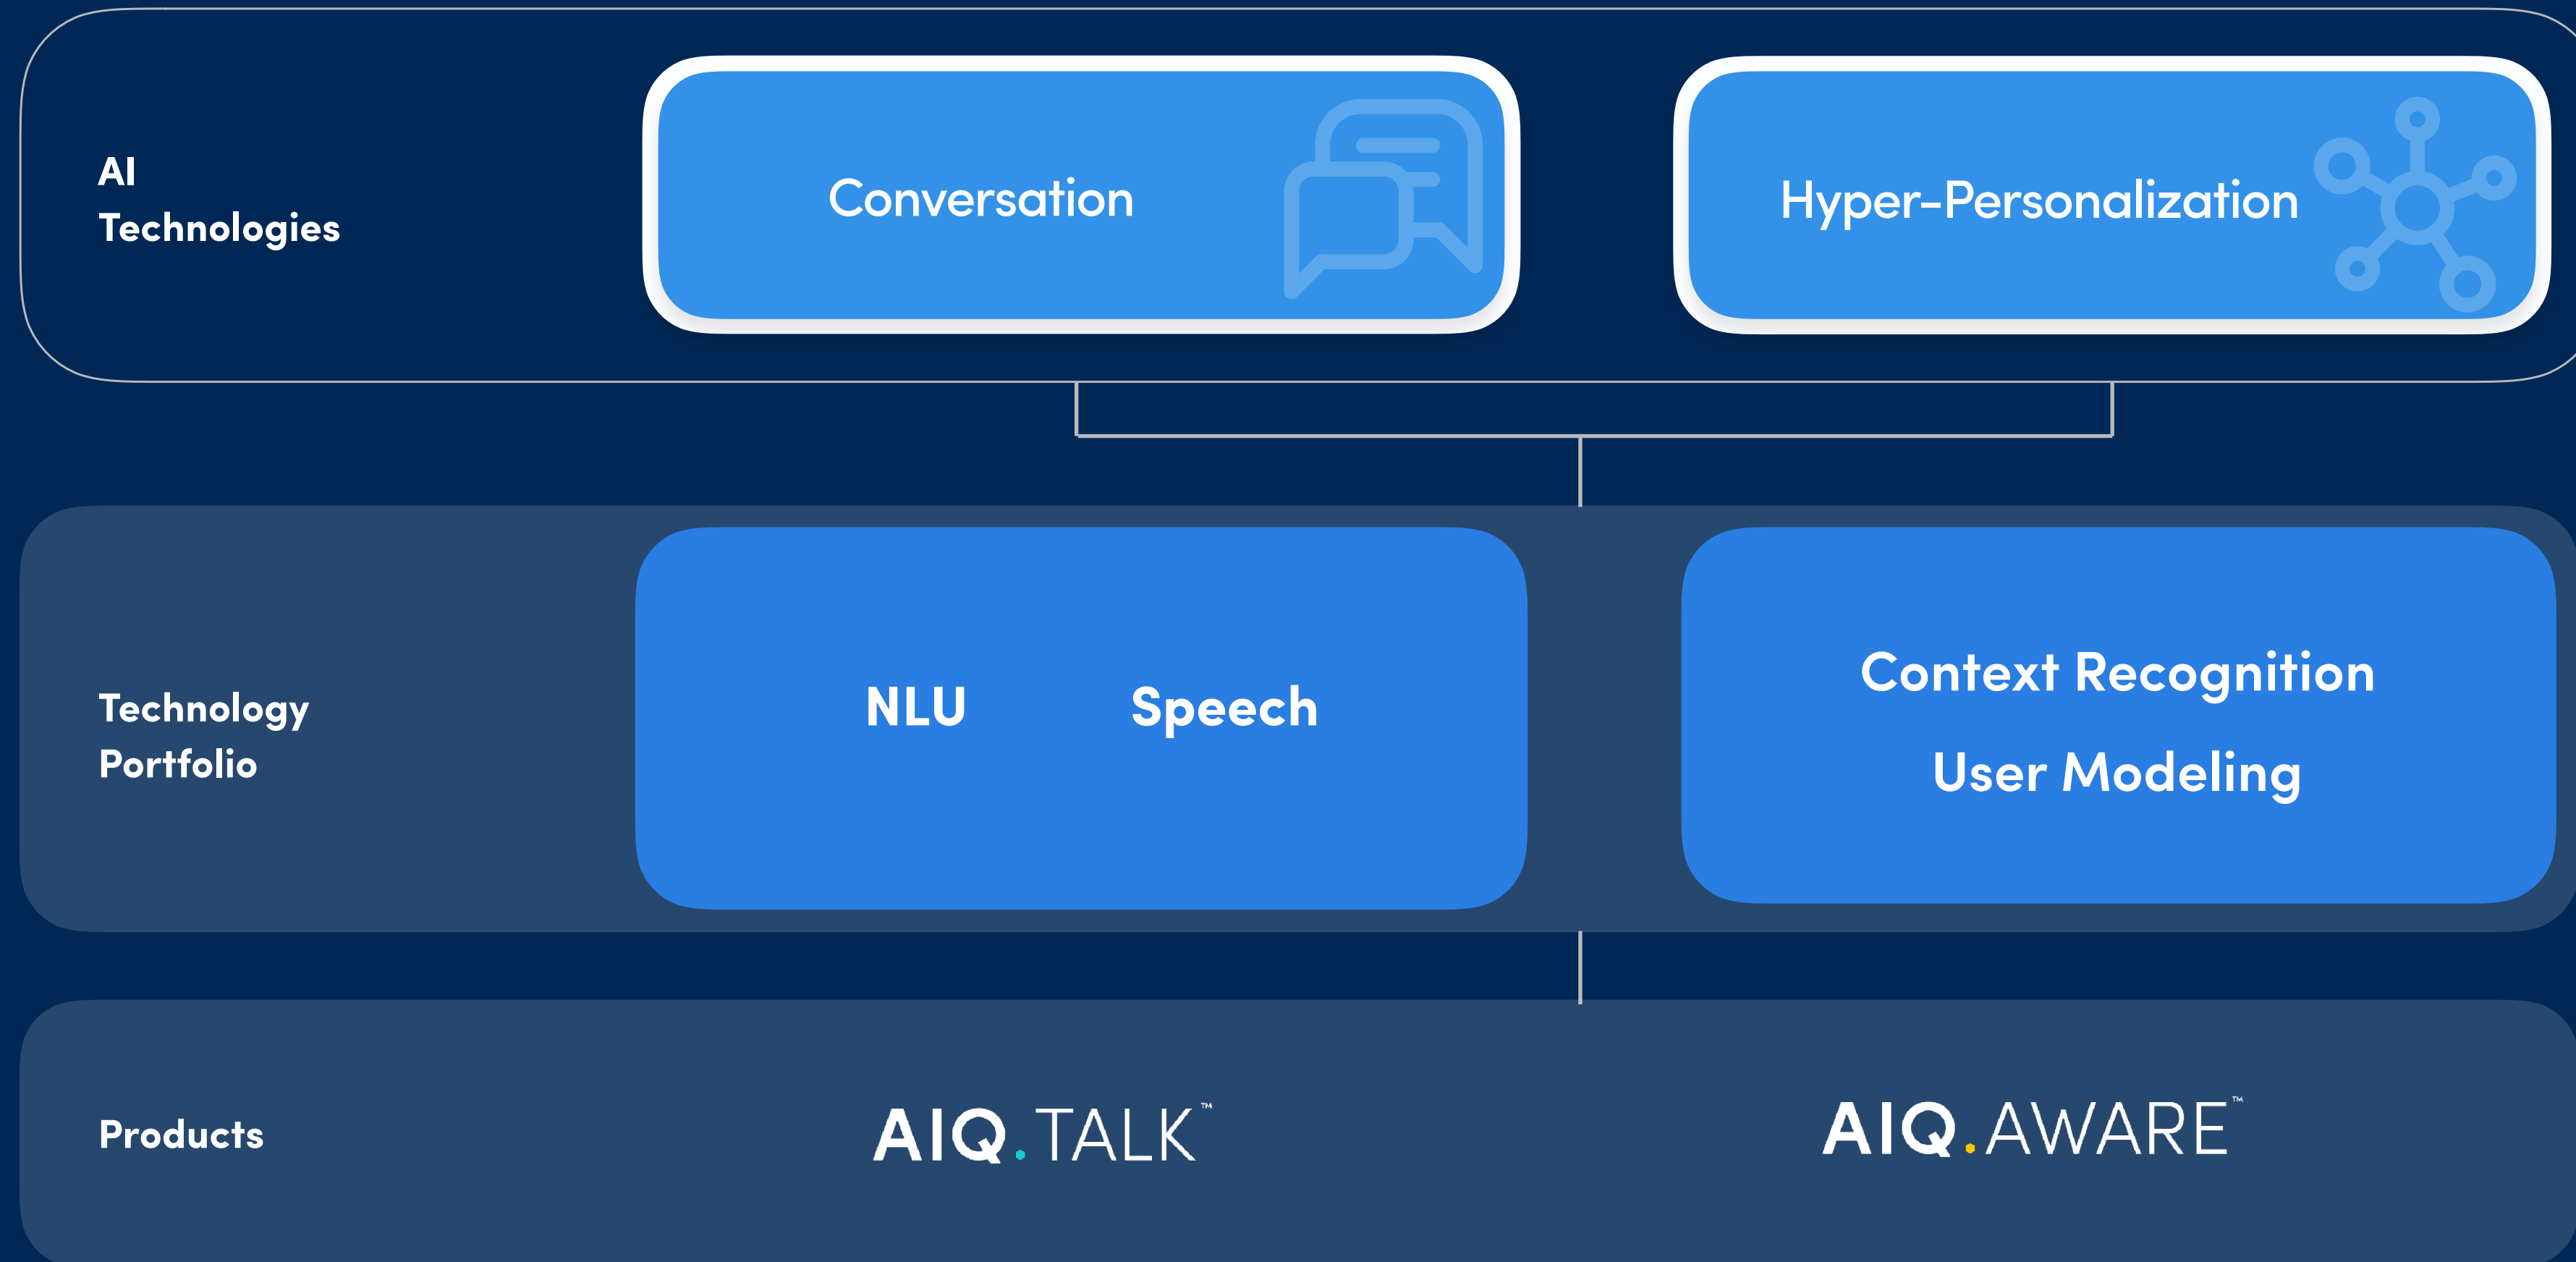 AI
Technologies
Conversation
Hyper-Personalization
Technology
Portfolio
NLU Speech
Context Recognition
User Modeling
Products
AIQ.TALK™
AIQ.AWARE™